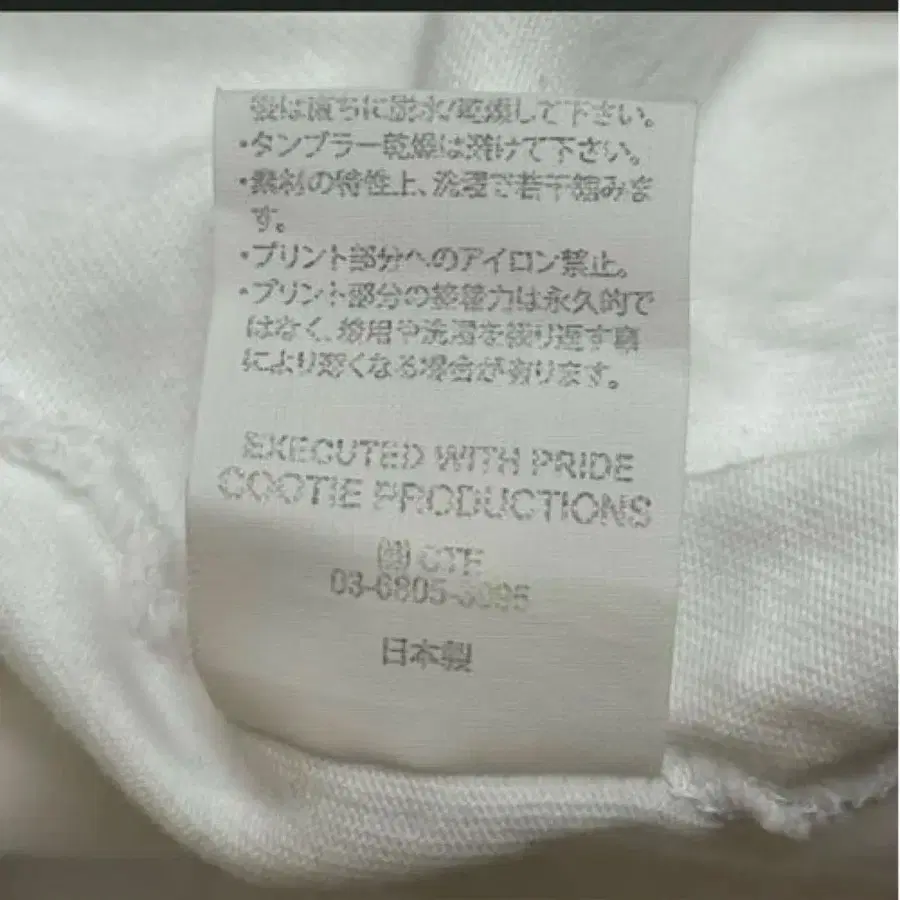 後は直ちに脱水/乾燥して下さい。
・タンブラー乾燥は避けて下さい。
・素材の特性上、洗濯で若干縮みま
す。
・プリント部分へのアイロン禁止。
・プリント部分の接着力は永久的で
はなく、着用や洗濯を繰り返す事
により悪くなる場合が有ります。
EXECUTED WITH PRIDE
COOTIE PRODUCTIONS
CTE
日本製